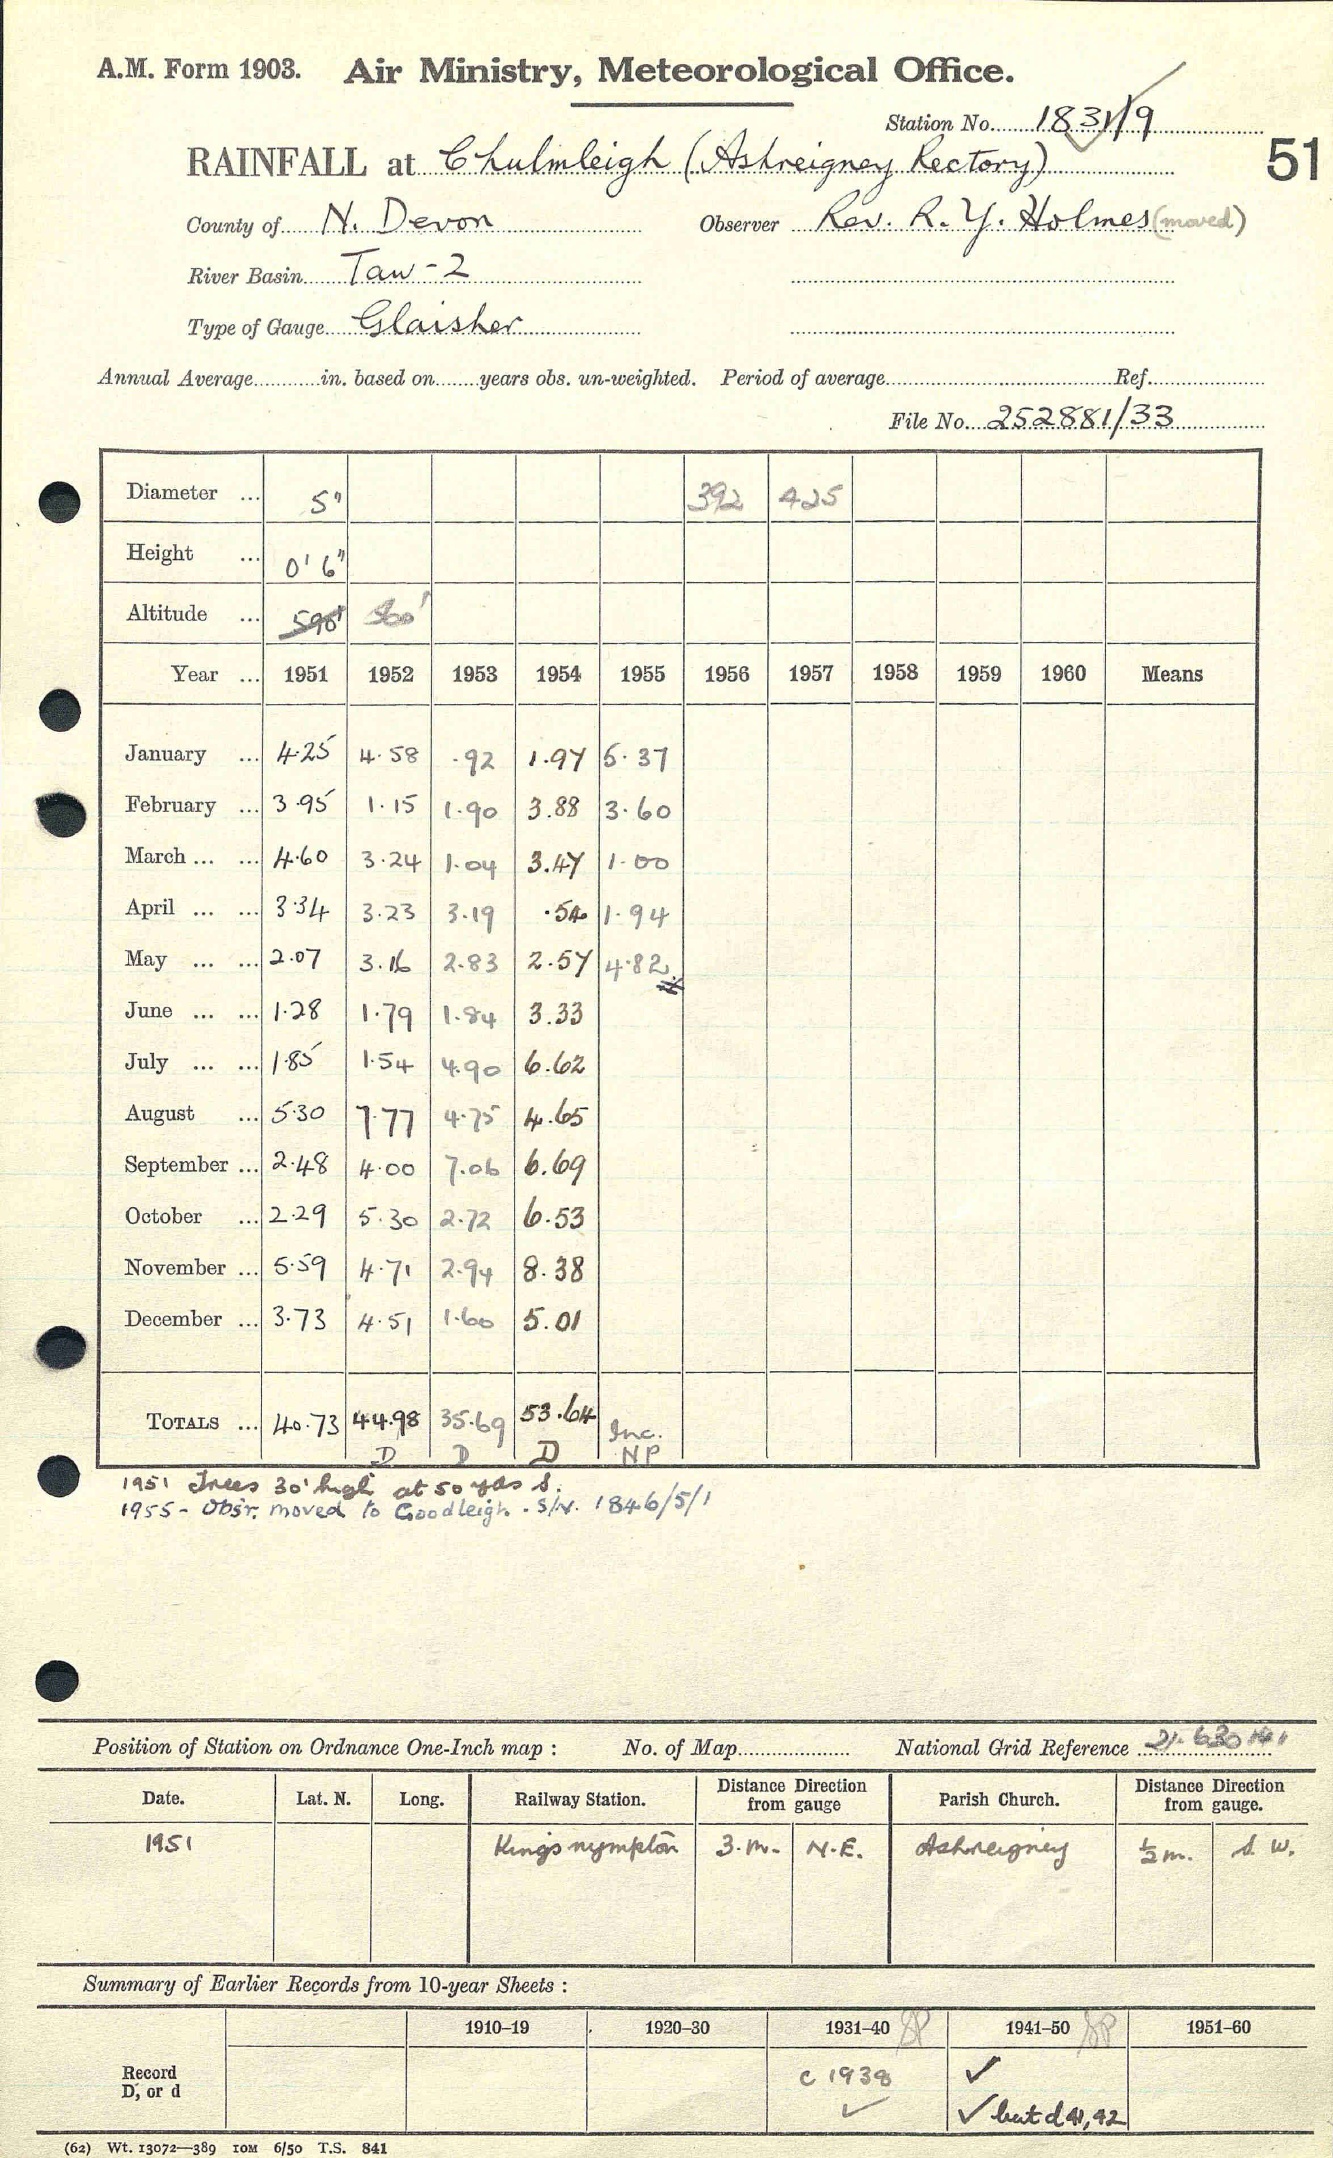 A.M. Form 1903. Air Ministry, Meteorological Office.
Station No. 1831/9
51
RAINFALL at Chulmleigh (Ashreigney Rectory)
County of N. Devon Observer Rev. R. Y. Holmes (moved)
River Basin Taw-2
Type of Gauge Glaisher
Annual Average in. based on years obs. un-weighted. Period of average Ref.
File No. 252881/33
Diameter ... 5" 392 425
Height ... 0' 6"
Altitude ... 590' 560'
Year ... 1951 1952 1953 1954 1955 1956 1957 1958 1959 1960 Means
January ... 4.25 4.58 .92 1.97 5.37
February ... 3.95 1.15 1.90 3.88 3.60
March ... ... 4.60 3.24 1.04 3.47 1.00
April ... ... 3.34 3.23 3.19 .54 1.94
May ... ... 2.07 3.16 2.83 2.57 4.82
June ... ... 1.28 1.79 1.84 3.33
July ... ... 1.85 1.54 4.90 6.62
August ... 5.30 7.77 4.75 4.65
September ... 2.48 4.00 7.06 6.69
October ... 2.29 5.30 2.72 6.53
November ... 5.59 4.71 2.94 8.38
December ... 3.73 4.51 1.60 5.01
TOTALS ... 40.73 44.98 35.69 53.64 Inc.
D D D NP
1951 Trees 30' high at 50 yds S.
1955 - Obsr. moved to Goodleigh. S/N. 1846/5/1
Position of Station on Ordnance One-Inch map : No. of Map National Grid Reference 21. 630 141
Date. Lat. N. Long. Railway Station. Distance from gauge Direction Parish Church. Distance from gauge. Direction
1951 Kings nympton 3.m. N.E. Ashreigney ½ m. S.W.
Summary of Earlier Records from 10-year Sheets :
1910-19 1920-30 1931-40 SP 1941-50 SP 1951-60
Record c 1938 ✓
D, or d ✓ ✓ but d 41, 42
(62) Wt. 13072—389 10M 6/50 T.S. 841